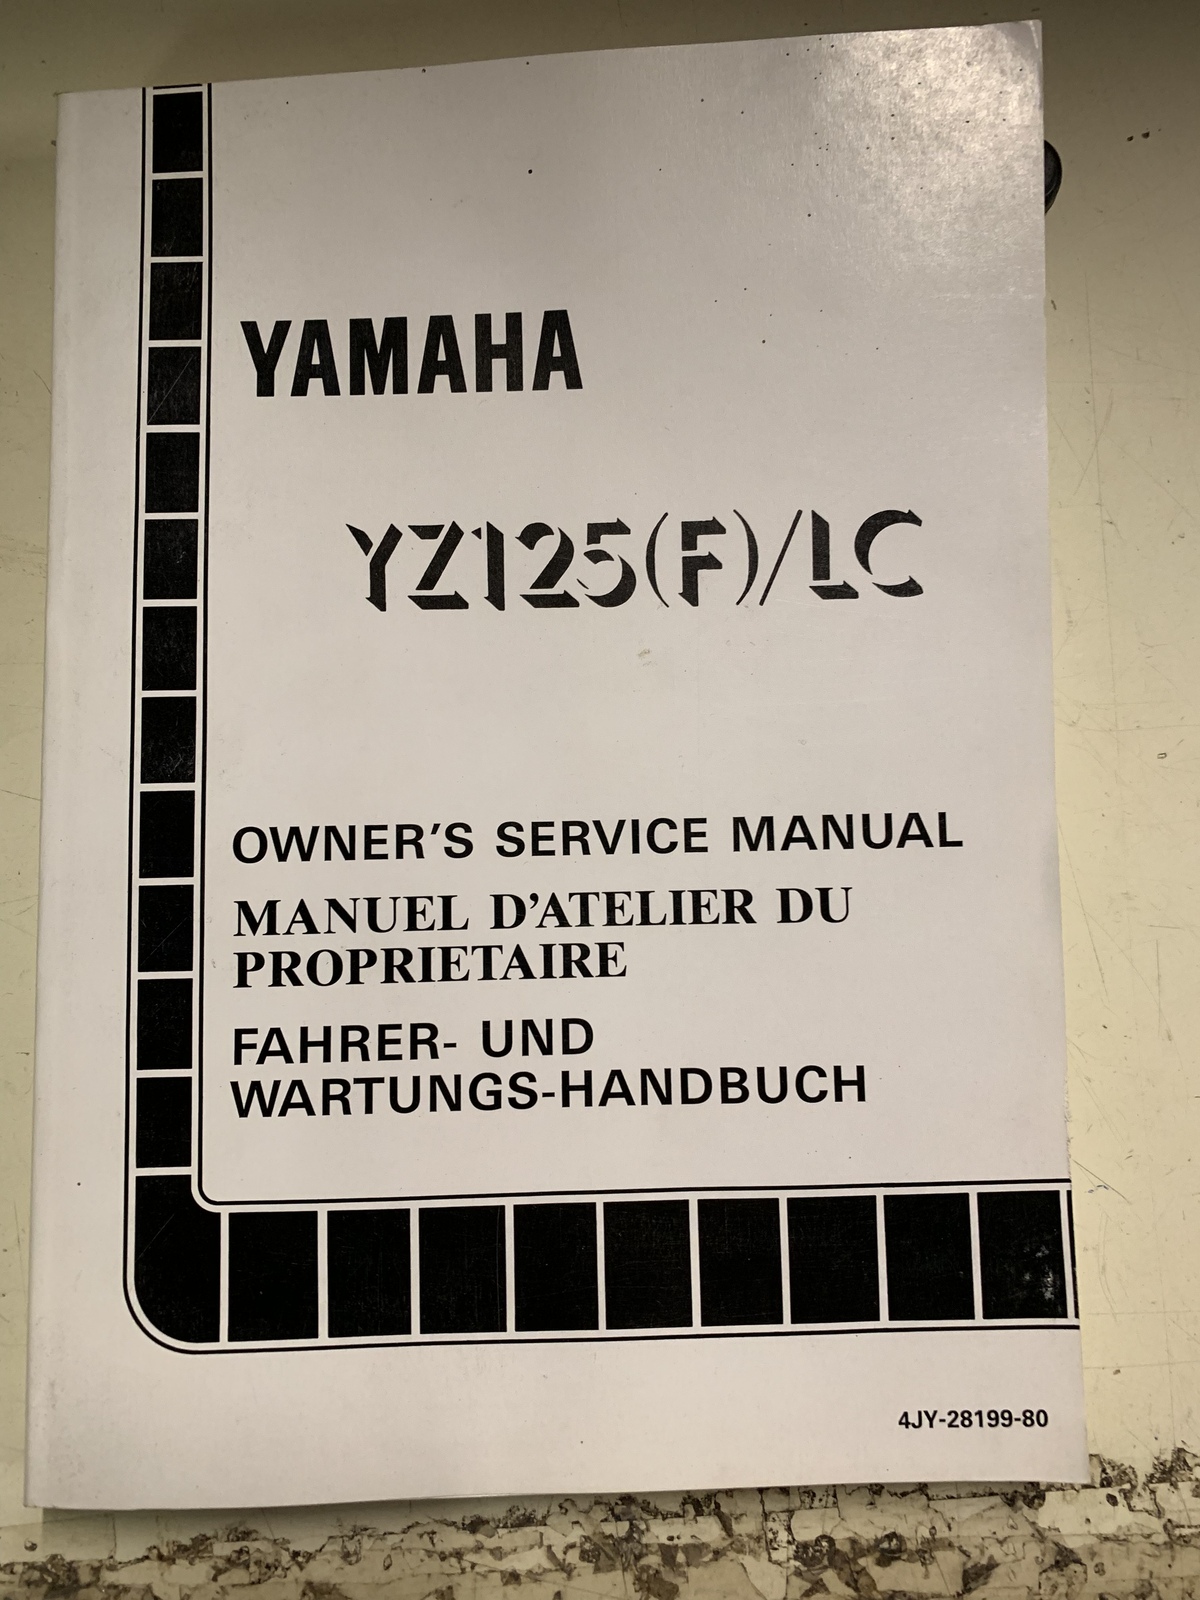 YAMAHA
YZ125(F)/LC
OWNER'S SERVICE MANUAL
MANUEL D'ATELIER DU
PROPRIETAIRE
FAHRER- UND
WARTUNGS-HANDBUCH
4JY-28199-80